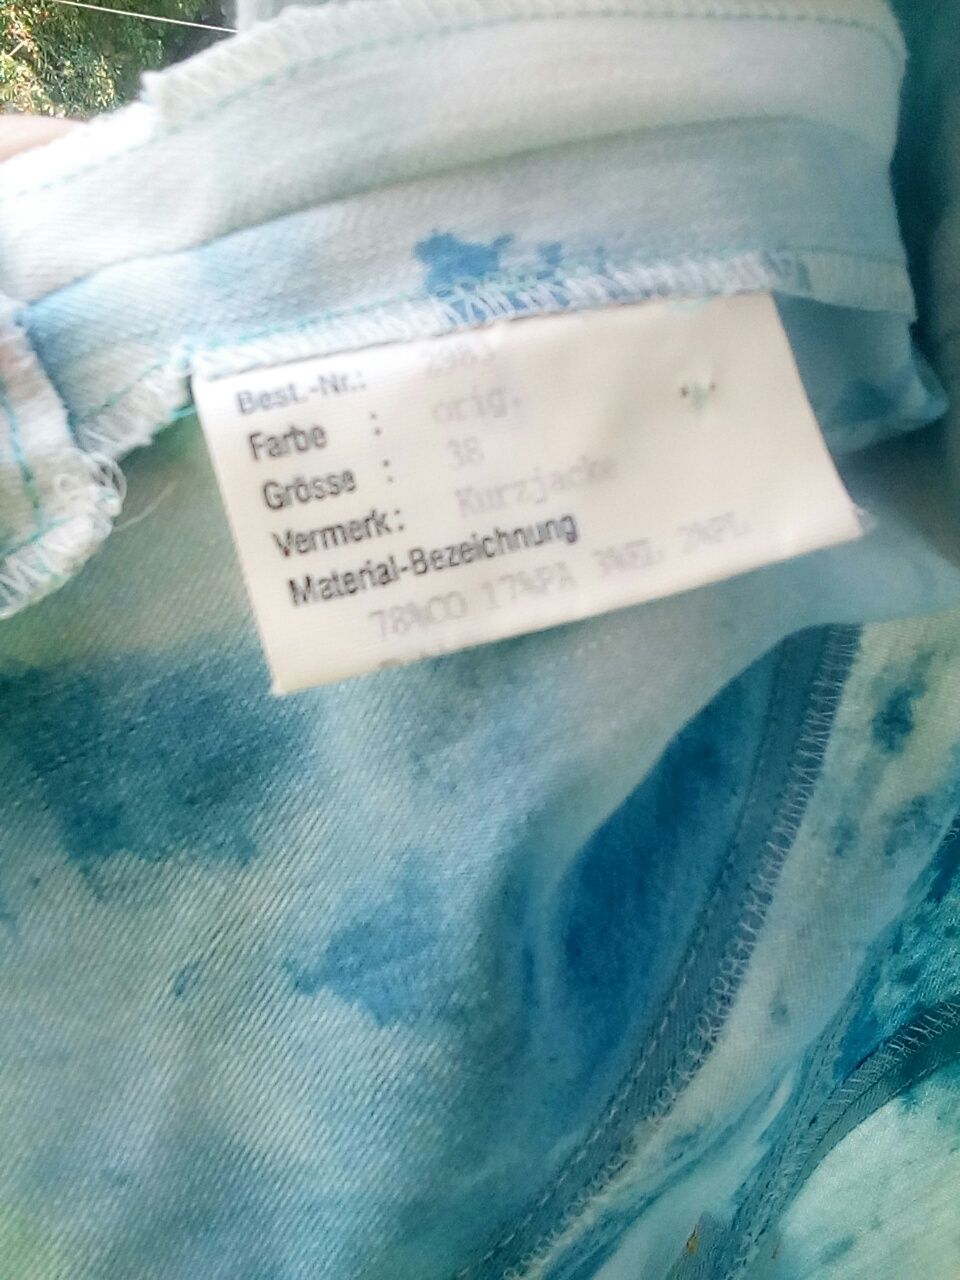 Best.-Nr.:
Farbe : orig.
Grösse : 38
Vermerk: Kurzjacke
Material-Bezeichnung
78%CO 17%PA 3%EL 2%PL